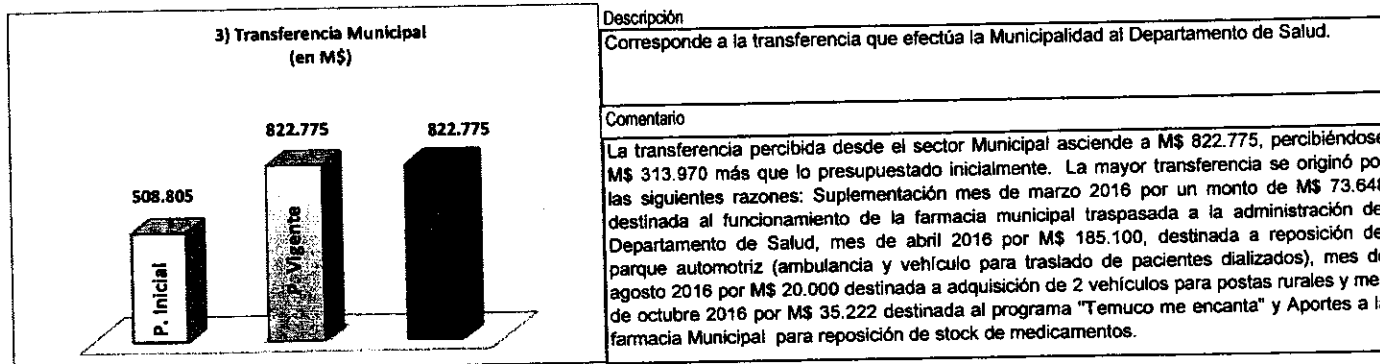 3) Transferencia Municipal
(en M$)
822.775
822.775
508.805
P. Inicial
P. Vigente
Descripción
Corresponde a la transferencia que efectúa la Municipalidad al Departamento de Salud.
Comentario
La transferencia percibida desde el sector Municipal asciende a M$ 822.775, percibiéndose
M$ 313.970 más que lo presupuestado inicialmente. La mayor transferencia se originó po
las siguientes razones: Suplementación mes de marzo 2016 por un monto de M$ 73.648
destinada al funcionamiento de la farmacia municipal traspasada a la administración de
Departamento de Salud, mes de abril 2016 por M$ 185.100, destinada a reposición de
parque automotriz (ambulancia y vehículo para traslado de pacientes dializados), mes de
agosto 2016 por M$ 20.000 destinada a adquisición de 2 vehículos para postas rurales y me
de octubre 2016 por M$ 35.222 destinada al programa "Temuco me encanta" y Aportes a l
farmacia Municipal para reposición de stock de medicamentos.